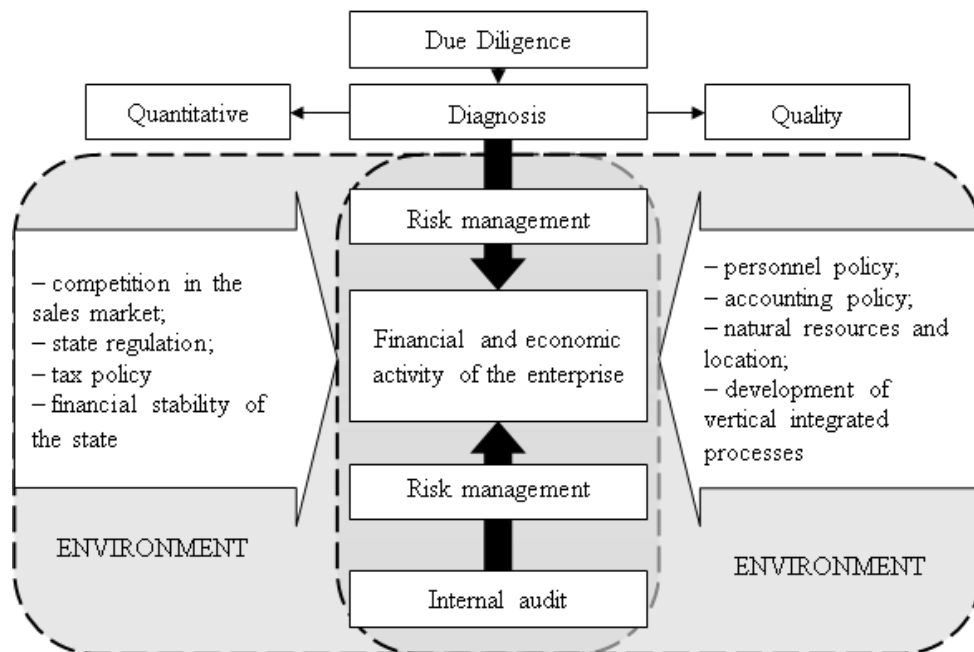 Due Diligence
Quantitative
Diagnosis
Quality
Risk management
– competition in the
sales market;
– state regulation;
– tax policy
– financial stability of
the state
Financial and economic
activity of the enterprise
– personnel policy;
– accounting policy;
– natural resources and
location;
– development of
vertical integrated
processes
Risk management
ENVIRONMENT
ENVIRONMENT
Internal audit